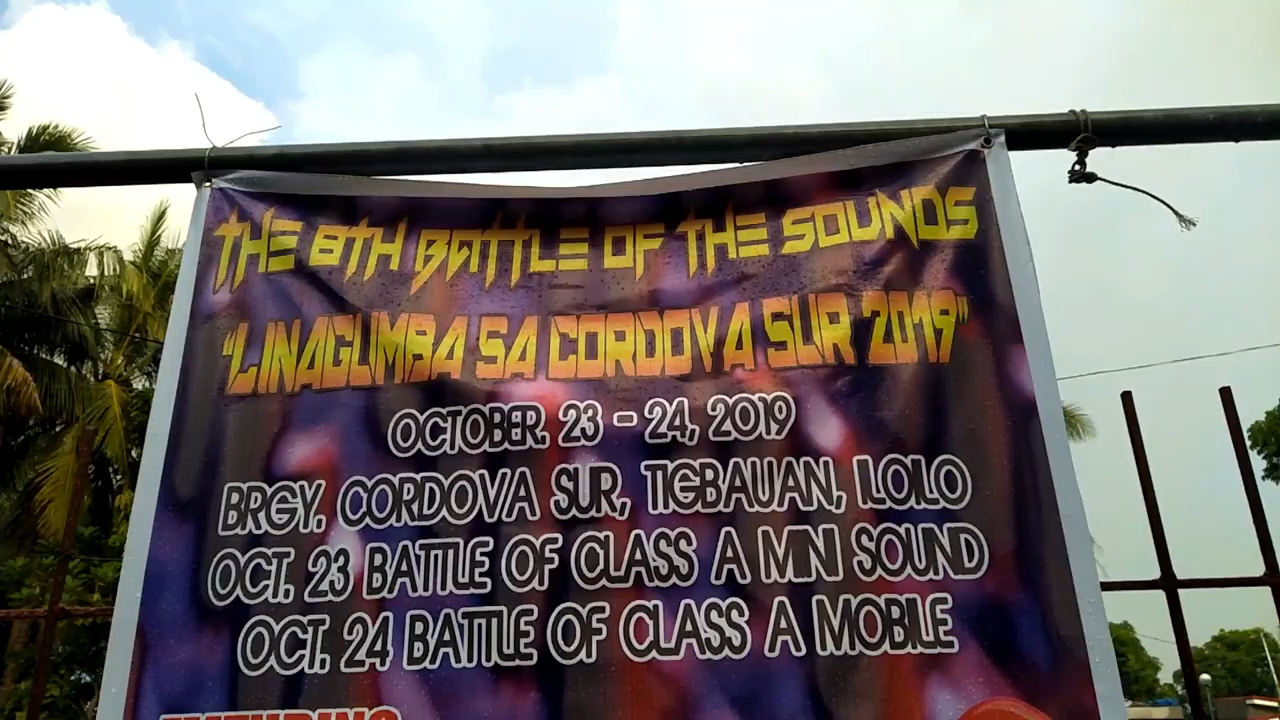 THE 8TH BATTLE OF THE SOUNDS
"LINAGUMBA SA CORDOVA SUR 2019"
OCTOBER. 23 - 24, 2019
BRGY. CORDOVA SUR, TIGBAUAN, ILOILO
OCT. 23 BATTLE OF CLASS A MINI SOUND
OCT. 24 BATTLE OF CLASS A MOBILE